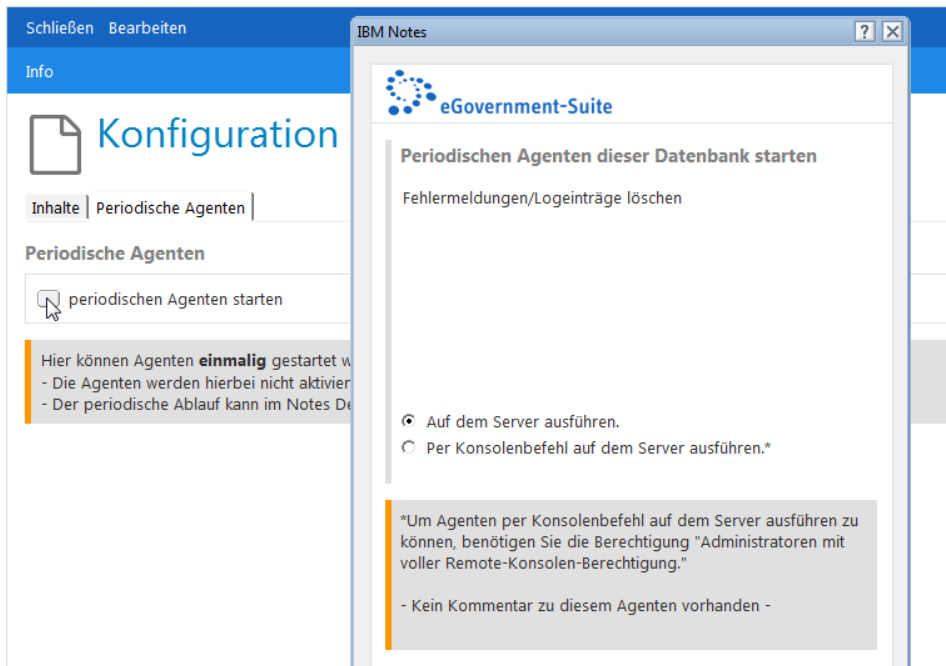 Schließen Bearbeiten
IBM Notes
?
Info
eGovernment-Suite
Konfiguration
Periodischen Agenten dieser Datenbank starten
Fehlermeldungen/Logeinträge löschen
Inhalte Periodische Agenten
Periodische Agenten
periodischen Agenten starten
Hier können Agenten einmalig gestartet w
- Die Agenten werden hierbei nicht aktivier
- Der periodische Ablauf kann im Notes De
Auf dem Server ausführen.
Per Konsolenbefehl auf dem Server ausführen.*
*Um Agenten per Konsolenbefehl auf dem Server ausführen zu
können, benötigen Sie die Berechtigung "Administratoren mit
voller Remote-Konsolen-Berechtigung."
- Kein Kommentar zu diesem Agenten vorhanden -